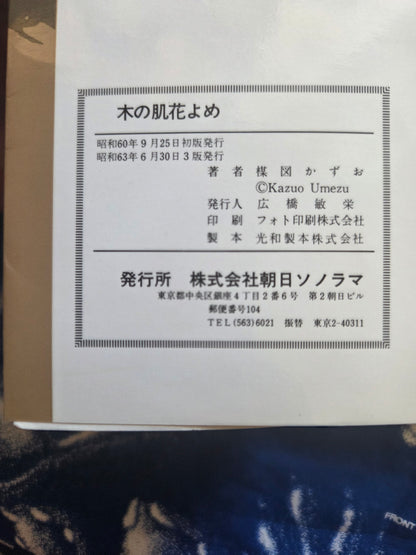 木の肌花よめ
昭和60年9月25日初版発行
昭和63年6月30日3版発行
著者 楳図かずお
©Kazuo Umezu
発行人 広橋敏栄
印刷 フォト印刷株式会社
製本 光和製本株式会社
発行所 株式会社朝日ソノラマ
東京都中央区銀座4丁目2番6号 第2朝日ビル
郵便番号104
TEL(563)6021 振替 東京2-40311
FRONT